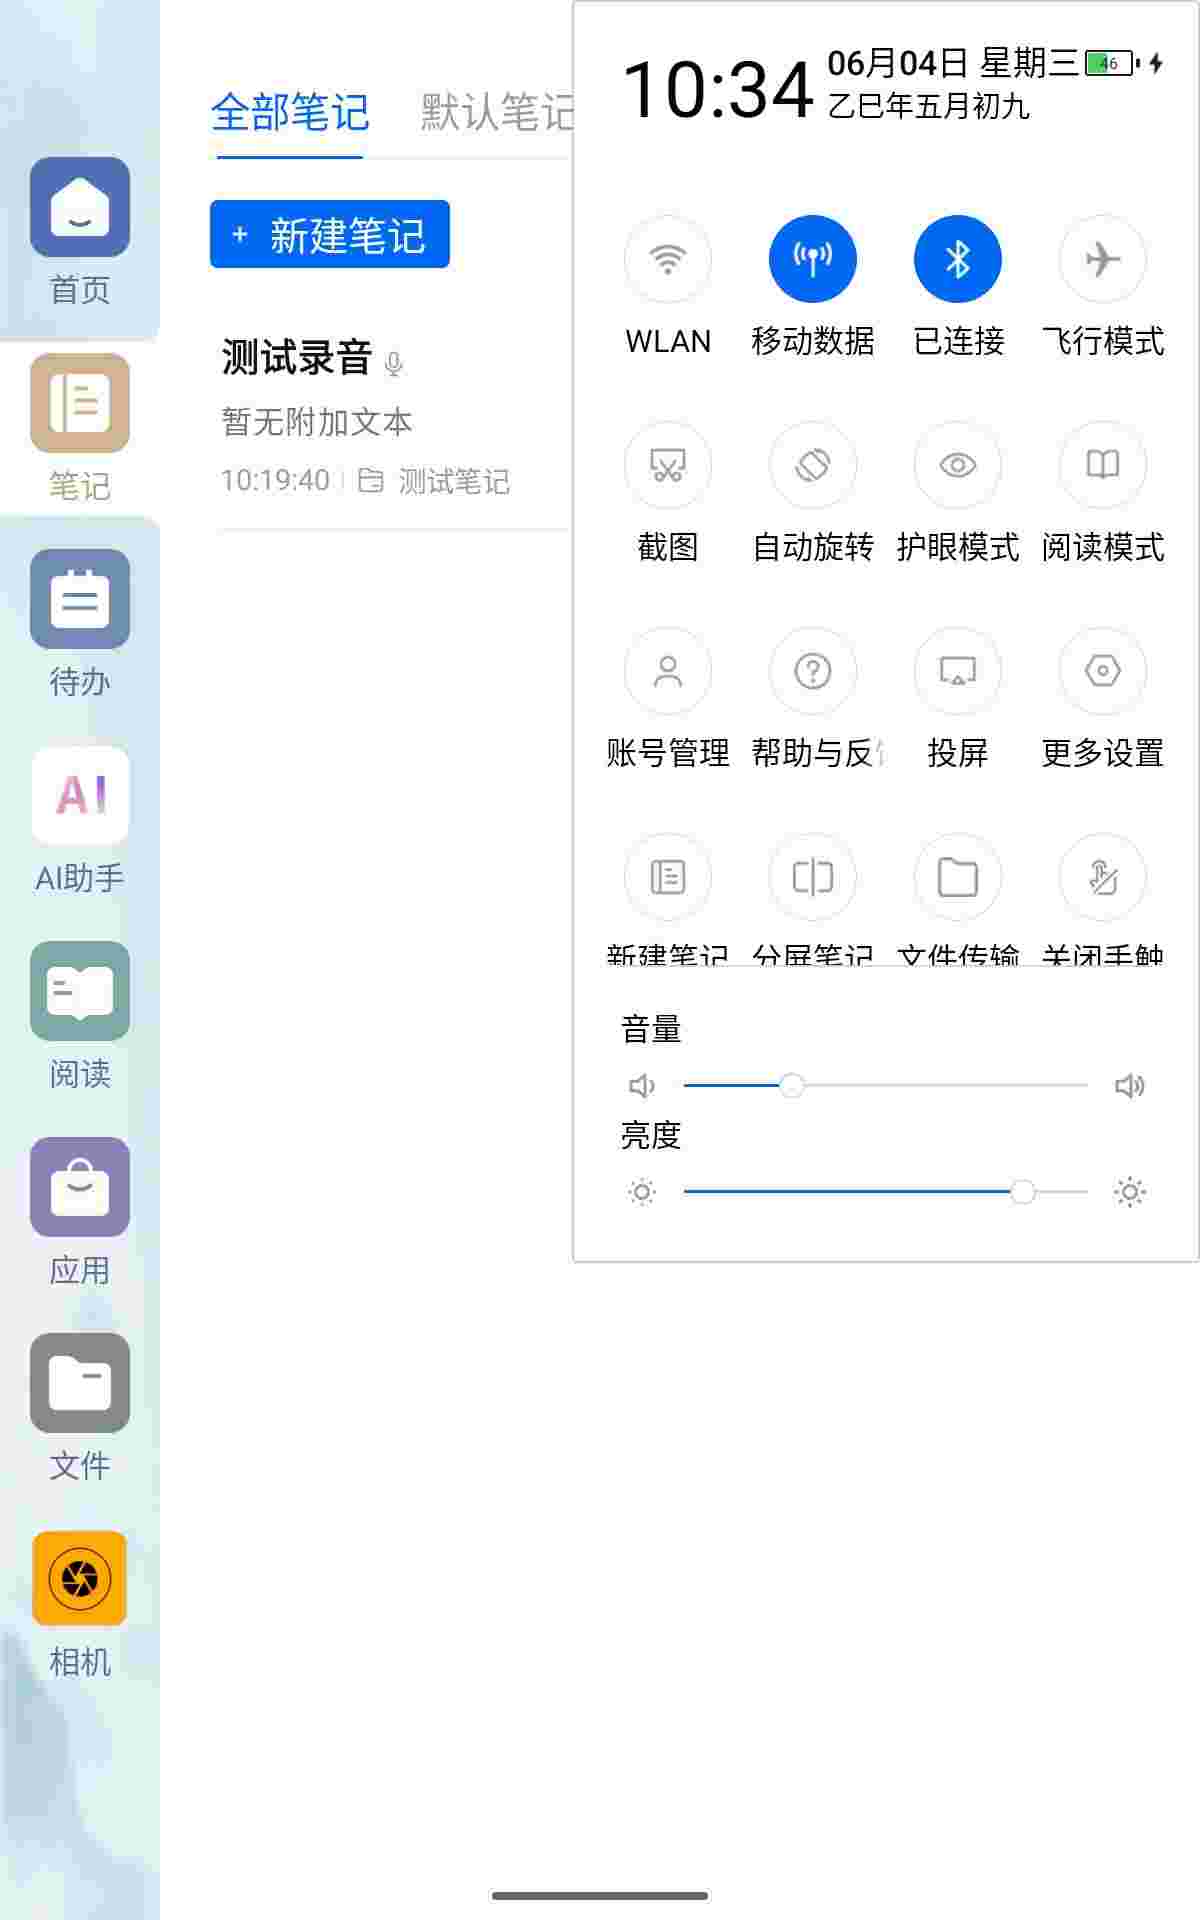 首页
笔记
待办
AI
AI助手
阅读
应用
文件
相机
全部笔记 默认笔记
+ 新建笔记
测试录音
暂无附加文本
10:19:40 测试笔记
10:34
06月04日 星期三 46
乙巳年五月初九
WLAN 移动数据 已连接 飞行模式
截图 自动旋转 护眼模式 阅读模式
账号管理 帮助与反 投屏 更多设置
新建笔记 分屏笔记 文件传输 关闭手触
音量
亮度